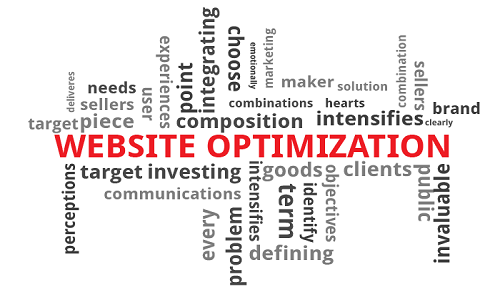 delivers
needs
sellers
target
piece
user
experiences
point
integrating
choose
emotionally
marketing
maker
solution
combination
sellers
combinations
hearts
brand
composition
intensifies
clearly
WEBSITE OPTIMIZATION
perceptions
target investing
communications
every
problem
intensifies
goods
term
identify
objectives
clients
public
invaluable
defining